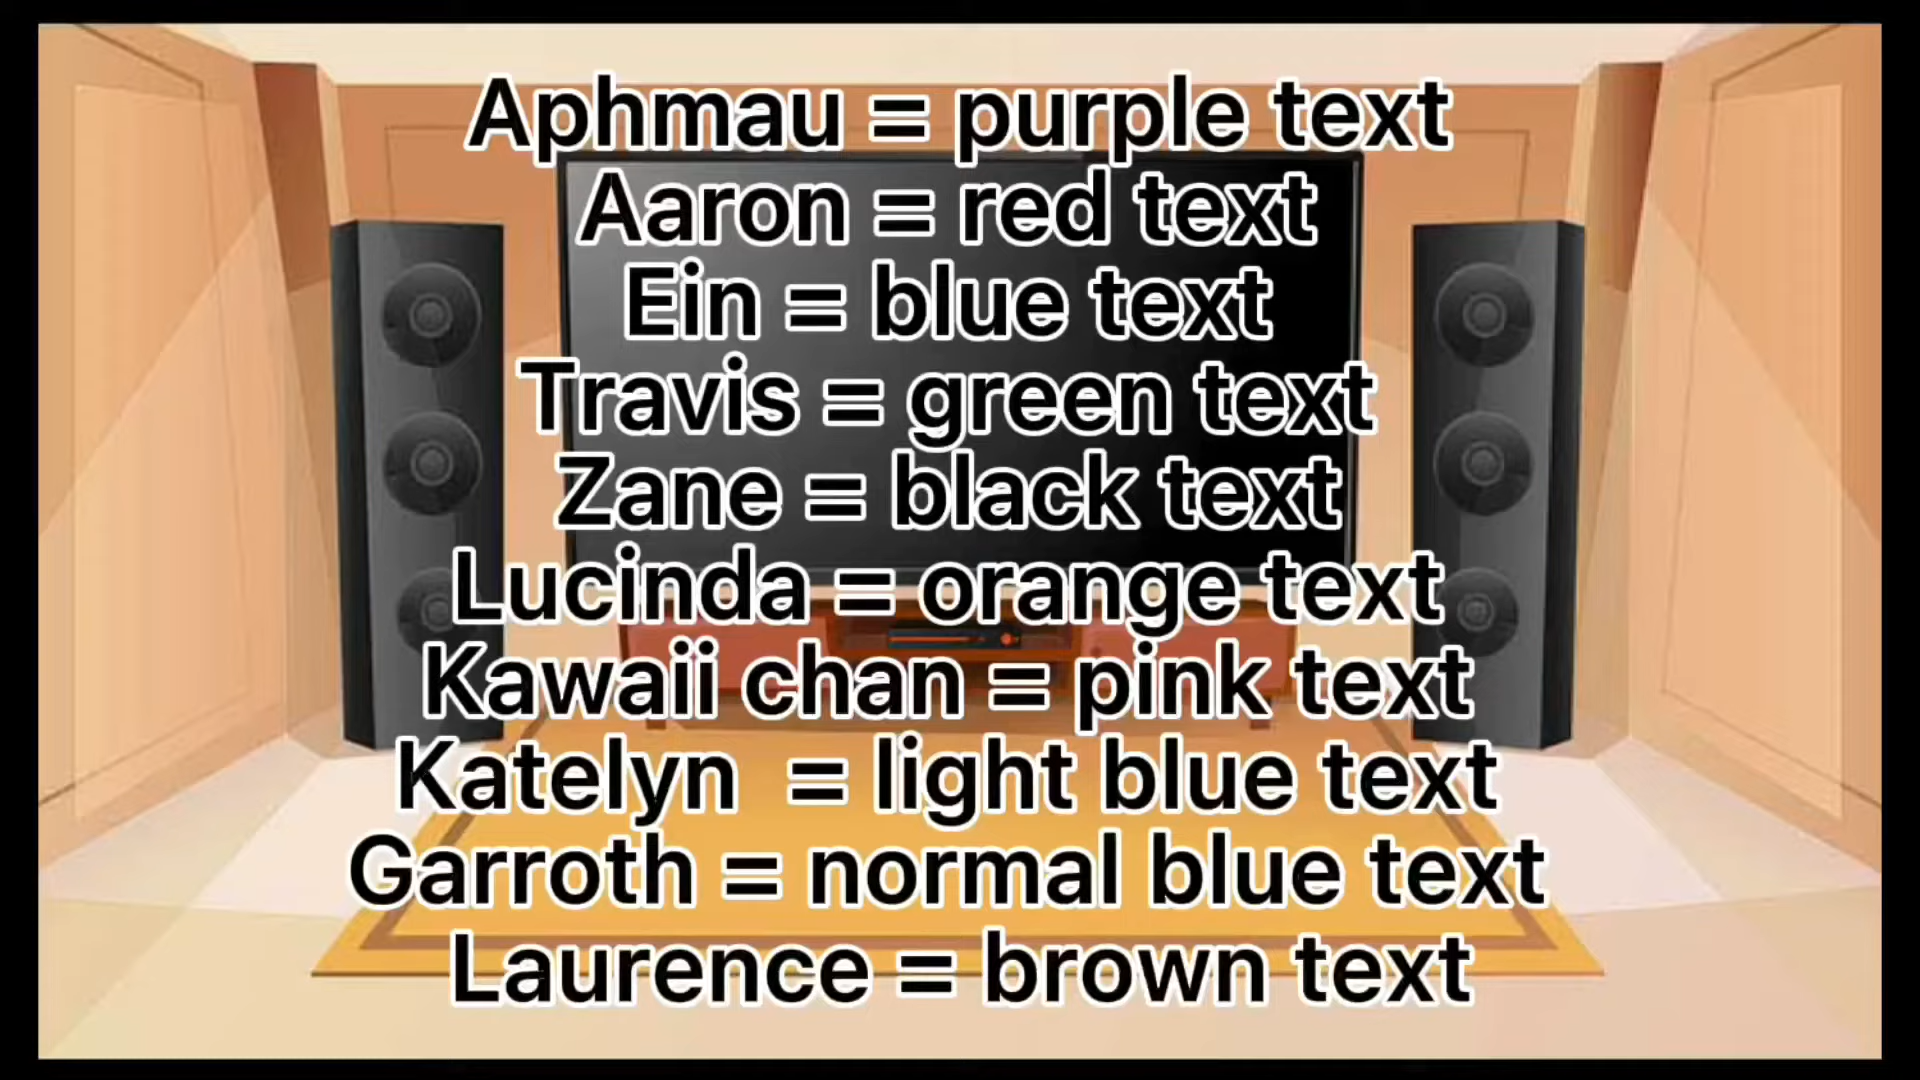 Aphmau = purple text
Aaron = red text
Ein = blue text
Travis = green text
Zane = black text
Lucinda = orange text
Kawaii chan = pink text
Katelyn  = light blue text
Garroth = normal blue text
Laurence = brown text